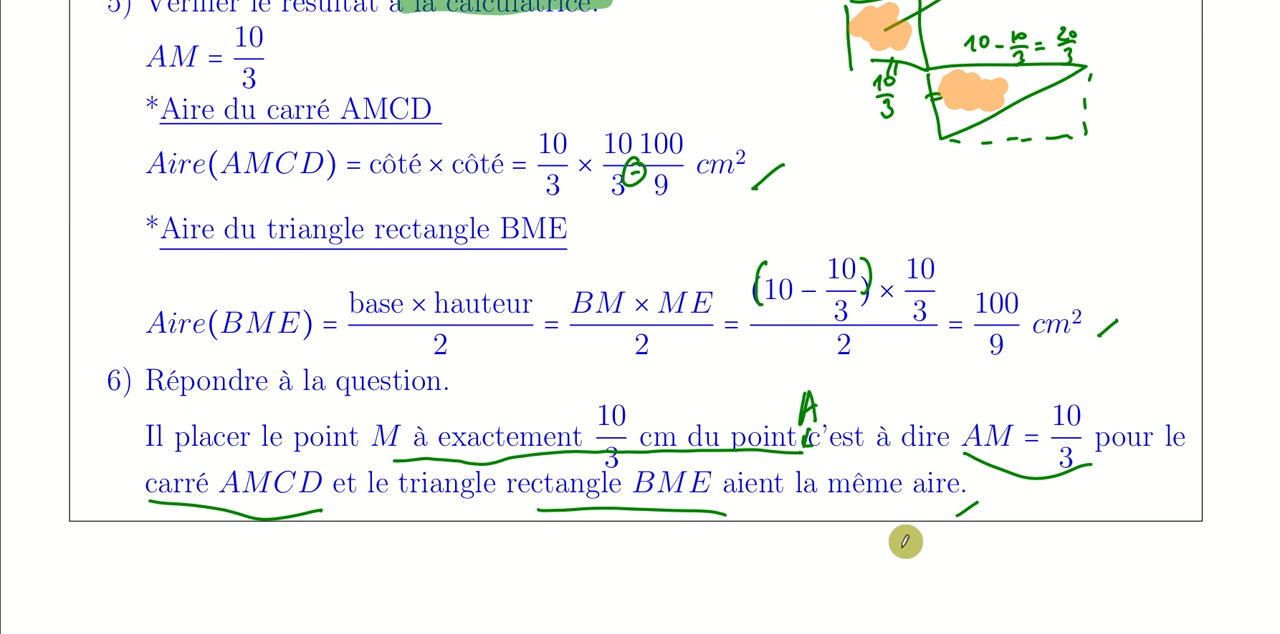 5) Vérifier le résultat à la calculatrice.
AM = 10/3
10 - 10/3 = 20/3
10/3 =
*Aire du carré AMCD
Aire(AMCD) = côté × côté = 10/3 × 10/3 = 100/9 cm²
*Aire du triangle rectangle BME
Aire(BME) = base × hauteur/2 = BM × ME/2 = (10 - 10/3) × 10/3/2 = 100/9 cm²
6) Répondre à la question.
Il placer le point M à exactement 10/3 cm du point A c'est à dire AM = 10/3 pour le
carré AMCD et le triangle rectangle BME aient la même aire.